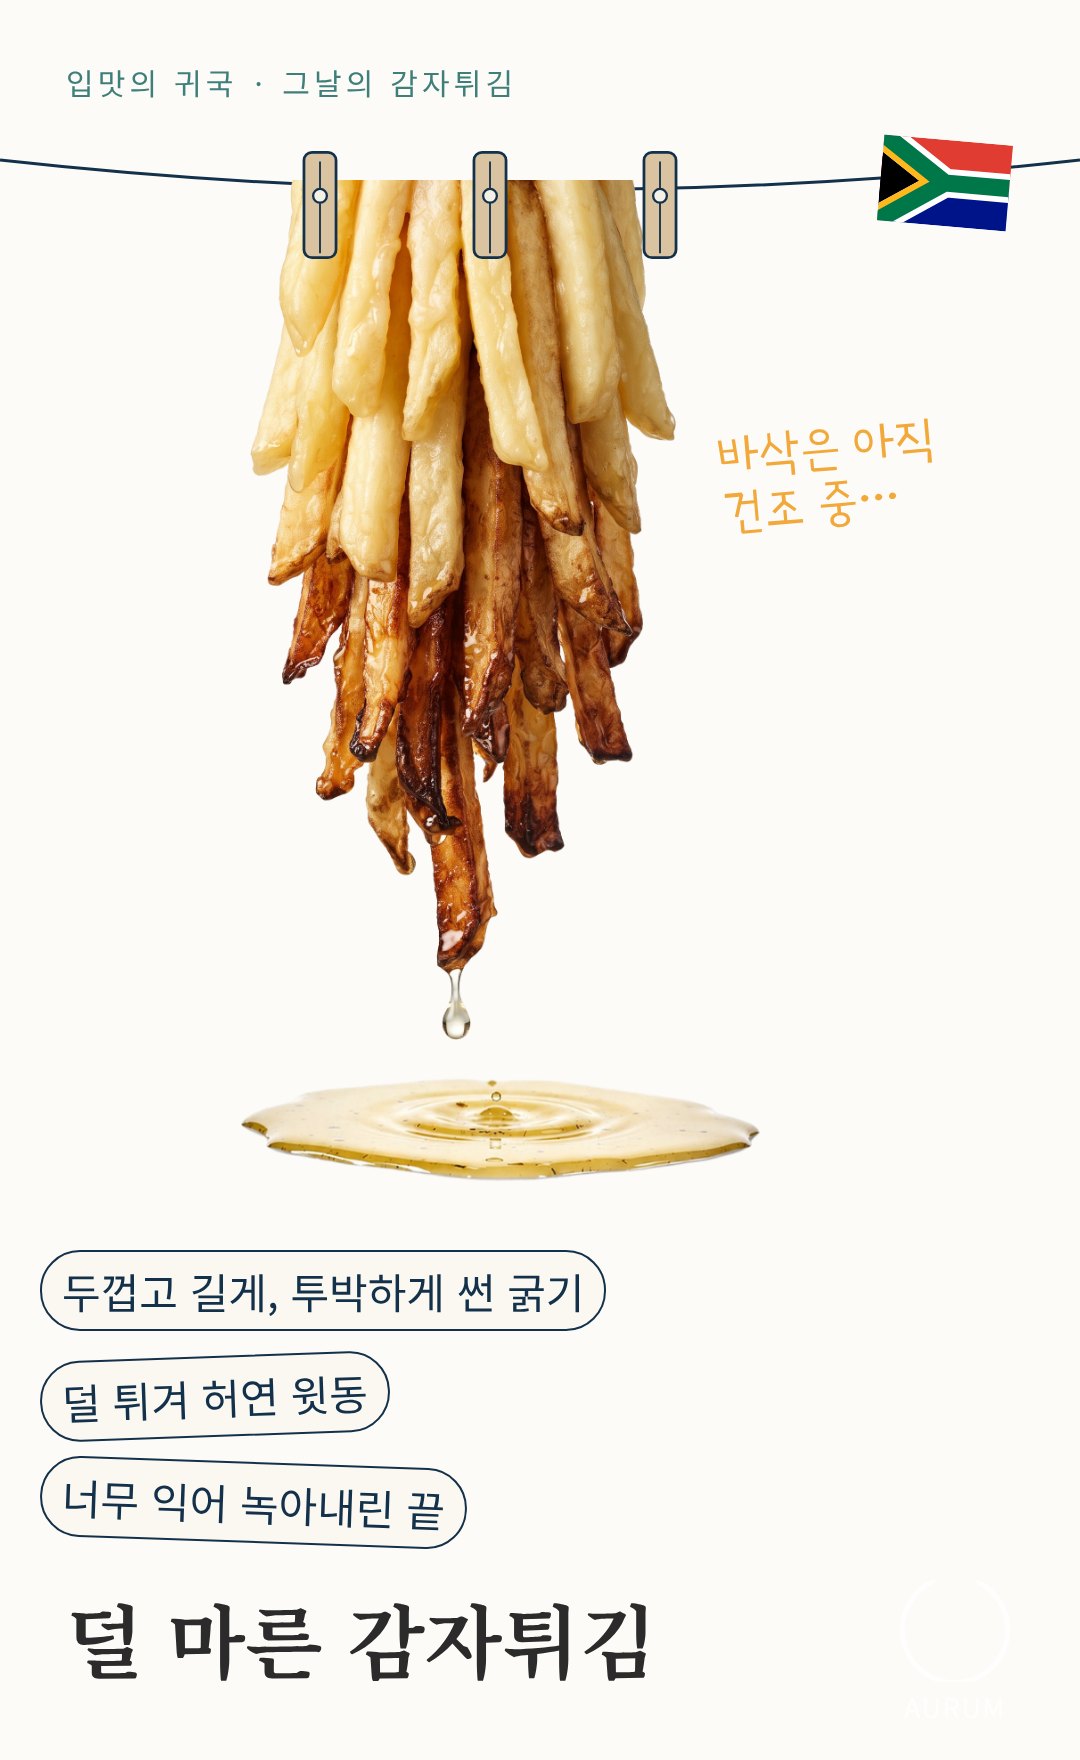 입맛의 귀국 · 그날의 감자튀김
바삭은 아직
건조 중…
두껍고 길게, 투박하게 썬 굵기
덜 튀겨 허연 윗동
너무 익어 녹아내린 끝
덜 마른 감자튀김
AURUM